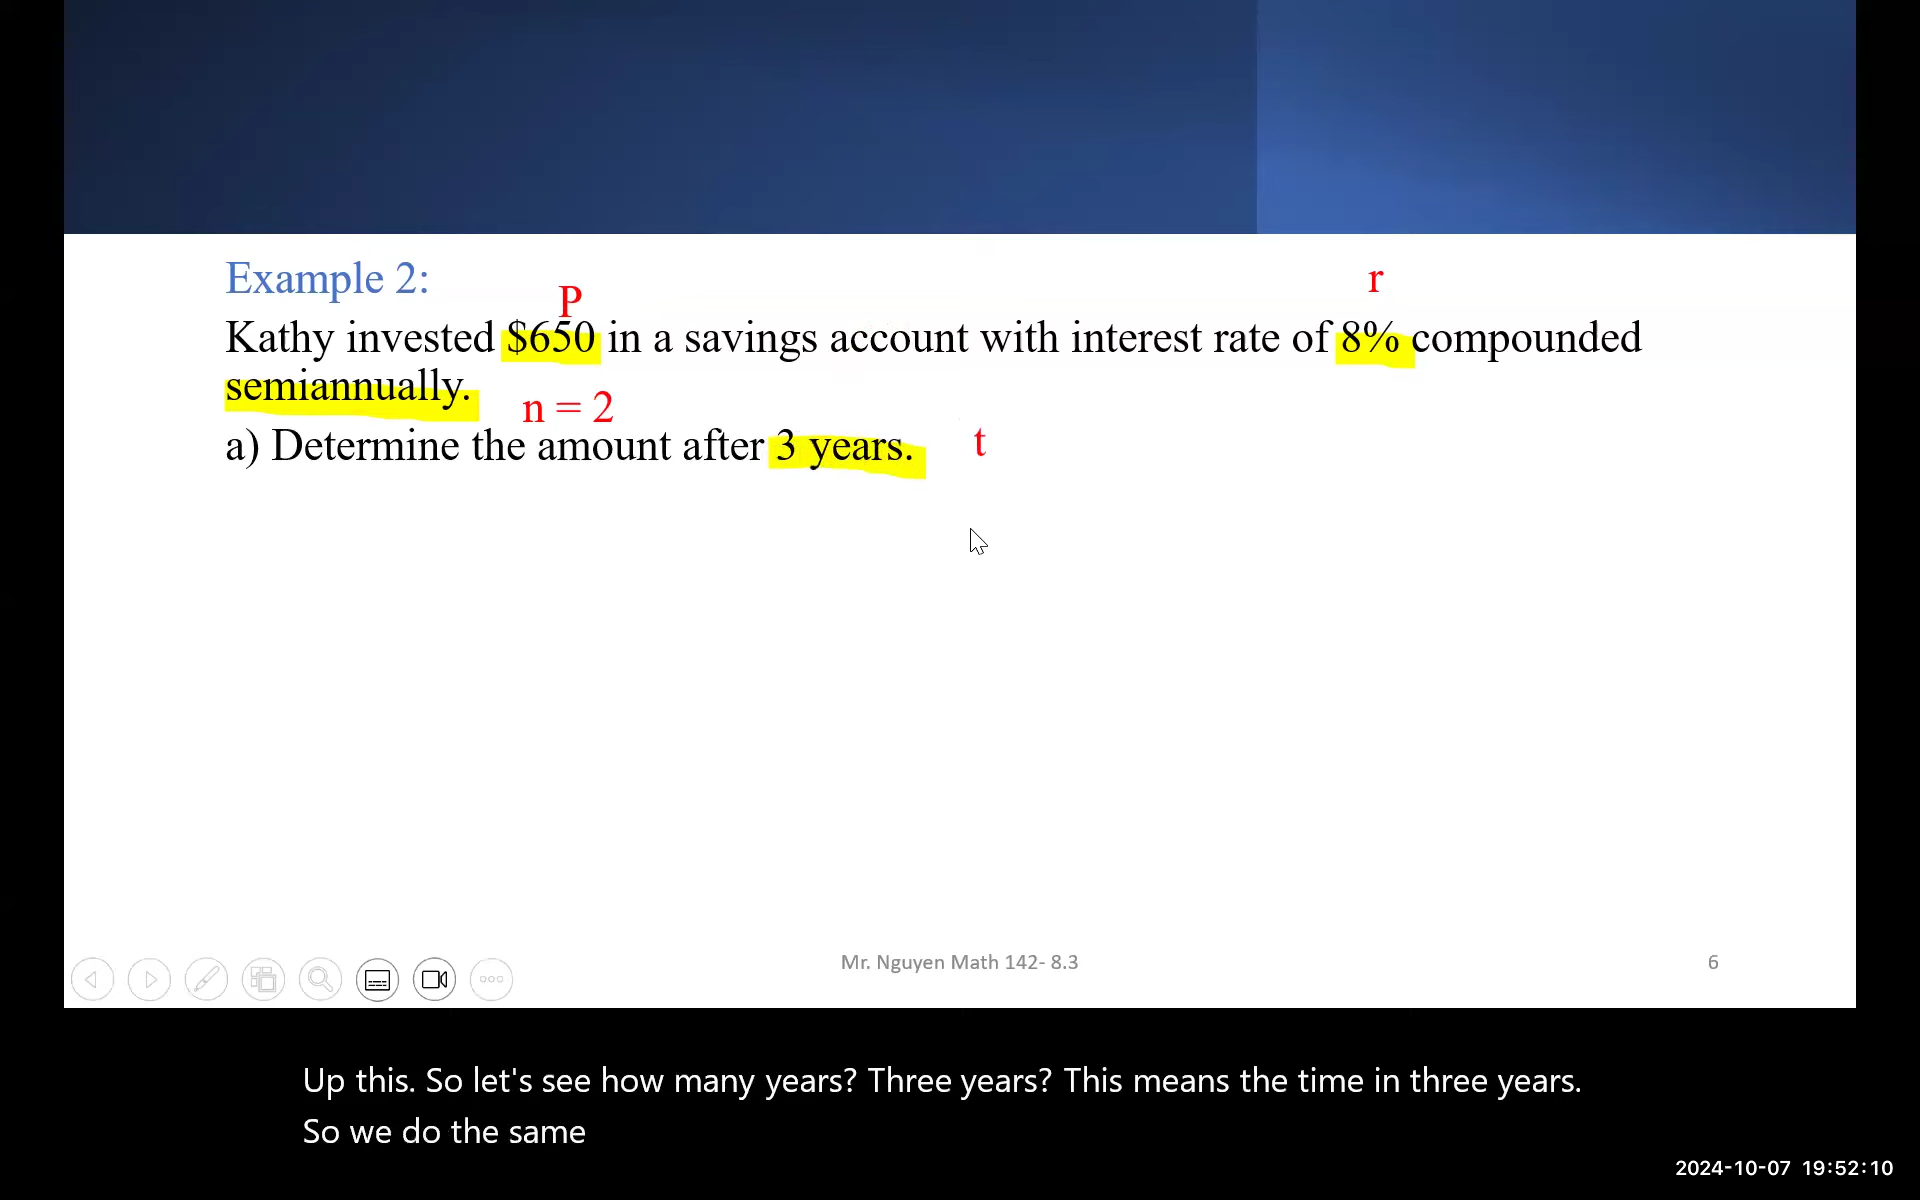 Example 2:
P
r
Kathy invested $650 in a savings account with interest rate of 8% compounded
semiannually.
n = 2
a) Determine the amount after 3 years.
t
Mr. Nguyen Math 142- 8.3
6
Up this. So let's see how many years? Three years? This means the time in three years.
So we do the same
2024-10-07 19:52:10